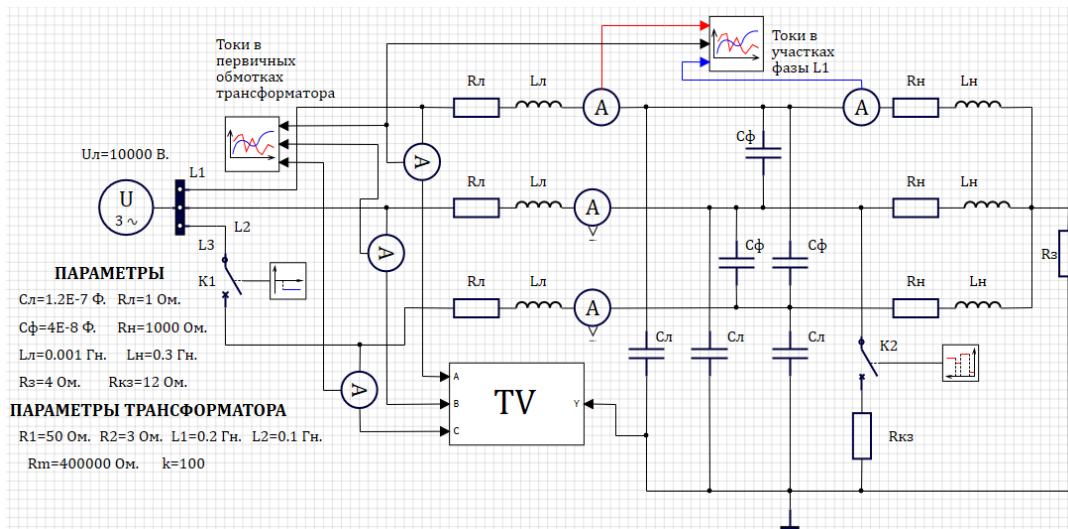 Токи в
первичных
обмотках
трансформатора
Токи в
участках
фазы L1
Rл
Lл
A
A
Rн
Lн
Cф
A
Uл=10000 В.
L1
U
3 ~
L2
L3
K1
Rл
Lл
A
Rн
Lн
A
Cф
Cф
Rз
Rл
Lл
A
Rн
Lн
ПАРАМЕТРЫ
Cл=1.2E-7 Ф. Rл=1 Ом.
Cф=4E-8 Ф. Rн=1000 Ом.
Lл=0.001 Гн. Lн=0.3 Гн.
Rз=4 Ом. Rкз=12 Ом.
ПАРАМЕТРЫ ТРАНСФОРМАТОРА
R1=50 Ом. R2=3 Ом. L1=0.2 Гн. L2=0.1 Гн.
Rm=400000 Ом. k=100
A
A
B
C
TV
Y
Cл
Cл
Cл
K2
Rкз